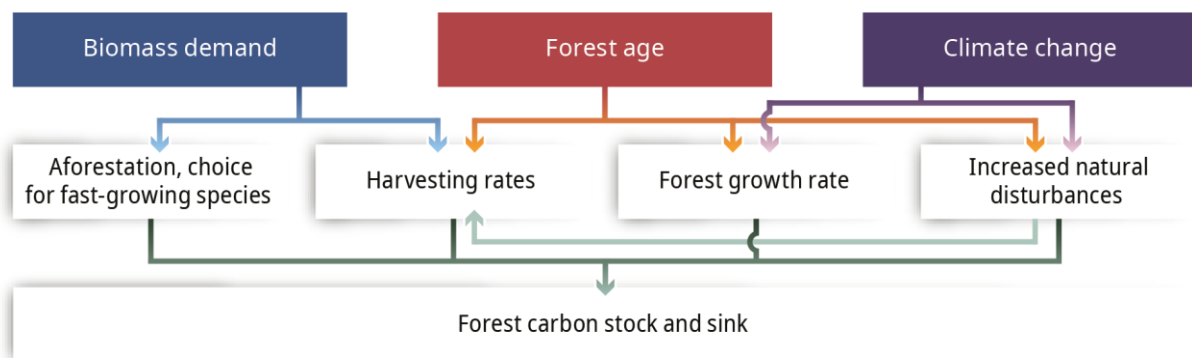 Biomass demand
Forest age
Climate change
Aforestation, choice
for fast-growing species
Harvesting rates
Forest growth rate
Increased natural
disturbances
Forest carbon stock and sink